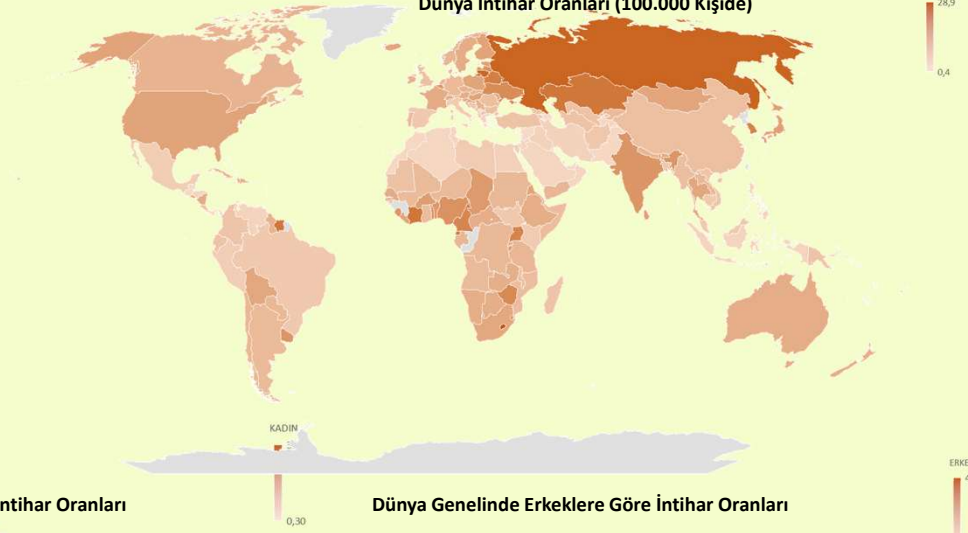 Dünya İntihar Oranları (100.000 Kişide)
28,9
0,4
KADIN
ntihar Oranları
0,30
Dünya Genelinde Erkeklere Göre İntihar Oranları
ERKE
4